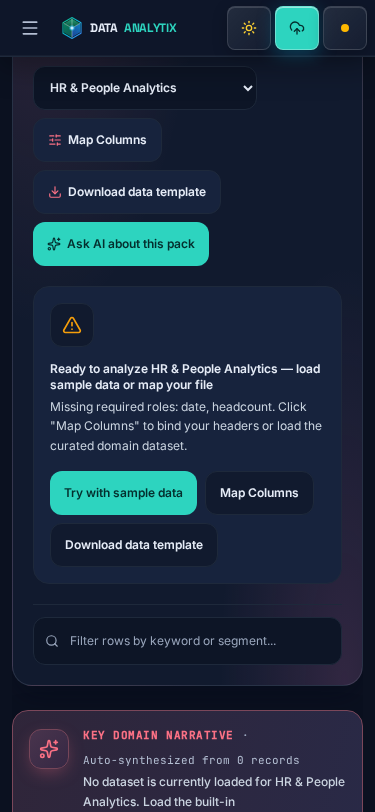 DATA ANALYTIX
HR & People Analytics
Map Columns
Download data template
Ask AI about this pack
Ready to analyze HR & People Analytics — load
sample data or map your file
Missing required roles: date, headcount. Click
"Map Columns" to bind your headers or load the
curated domain dataset.
Try with sample data
Map Columns
Download data template
Filter rows by keyword or segment...
KEY DOMAIN NARRATIVE ·
Auto-synthesized from 0 records
No dataset is currently loaded for HR & People
Analytics. Load the built-in